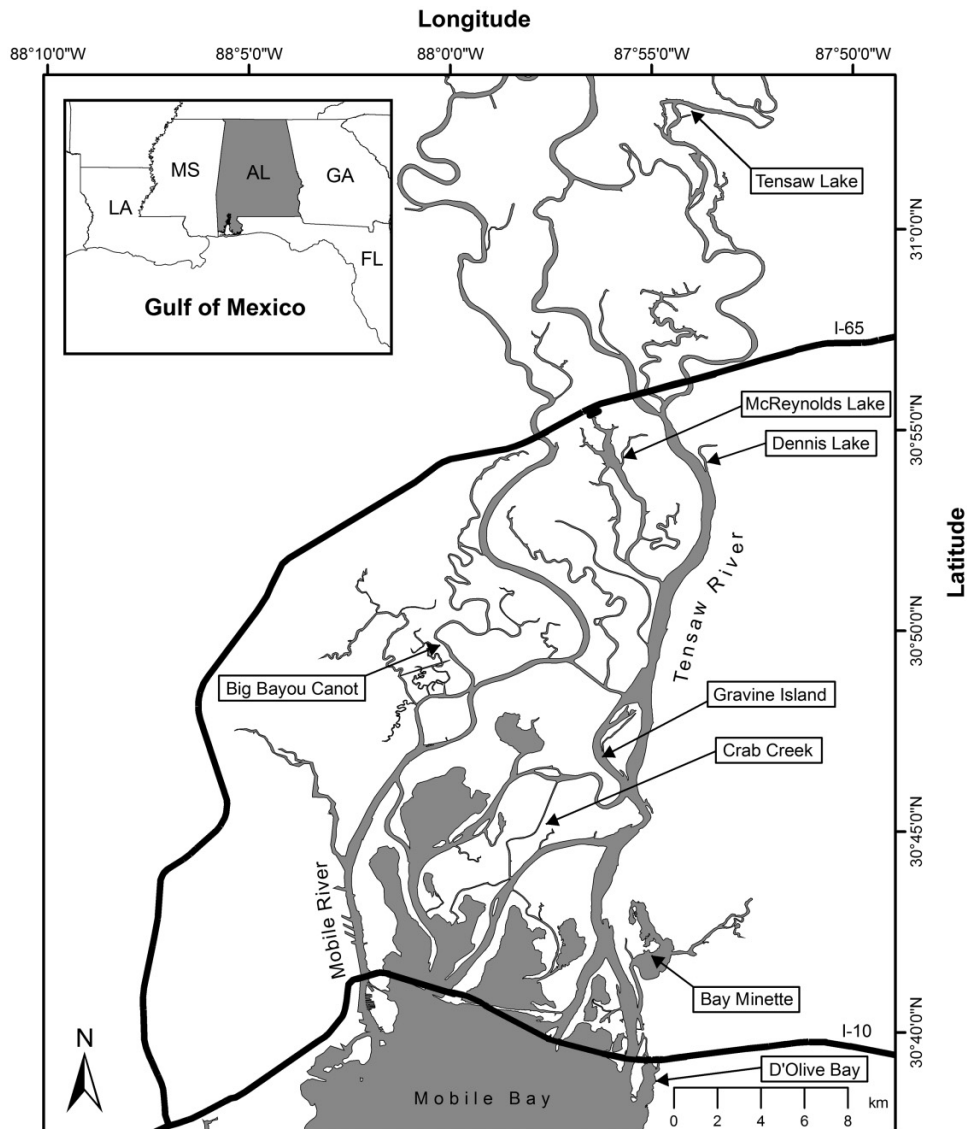 Longitude
88°10'0"W
88°5'0"W
88°0'0"W
87°55'0"W
87°50'0"W
MS
AL
GA
LA
FL
Gulf of Mexico
Tensaw Lake
31°0'0"N
I-65
McReynolds Lake
30°55'0"N
Dennis Lake
Latitude
Tensaw River
30°50'0"N
Big Bayou Canot
Gravine Island
Crab Creek
30°45'0"N
Mobile River
Bay Minette
N
I-10
30°40'0"N
D'Olive Bay
Mobile Bay
0 2 4 6 8
km